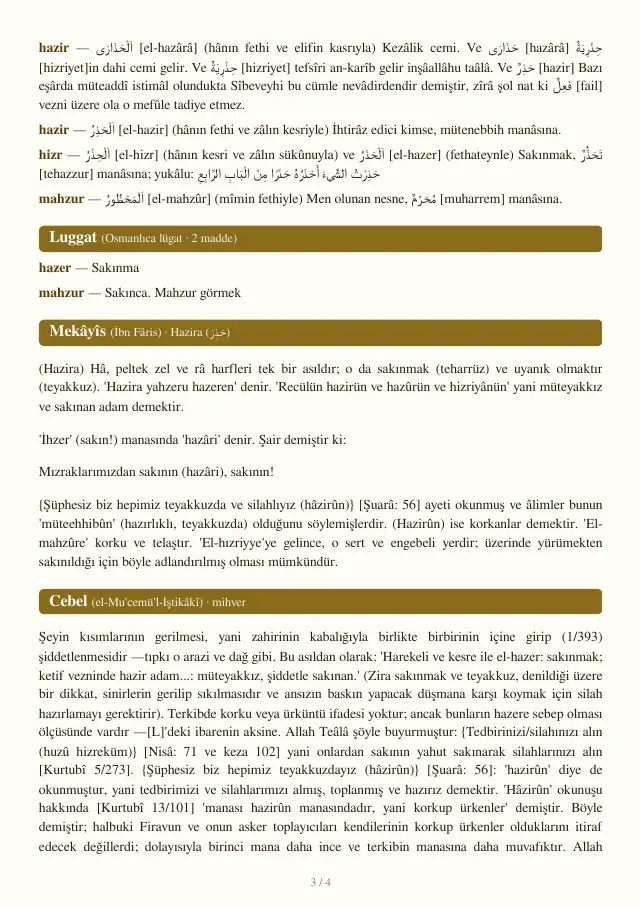 hazir — اَلْحَذَارَى [el-hazârâ] (hânın fethi ve elifin kasrıyla) Kezâlik cemi. Ve حَذَارَى [hazârâ] حِذْرِيَةٌ
[hizriyet]in dahi cemi gelir. Ve حِذْرِيَةٌ [hizriyet] tefsîri an-karîb gelir inşâallâhu taâlâ. Ve حَذِرٌ [hazir] Bazı
eşârda müteaddî istimâl olundukta Sîbeveyhi bu cümle nevâdirdendir demiştir, zîrâ şol nat ki فَعِلٌ [fail]
vezni üzere ola o mefûle tadiye etmez.
hazir — اَلْحَذِرُ [el-hazir] (hânın fethi ve zâlın kesriyle) İhtirâz edici kimse, mütenebbih manâsına.
hizr — اَلْحِذْرُ [el-hizr] (hânın kesri ve zâlın sükûnuyla) ve اَلْحَذَرُ [el-hazer] (fethateynle) Sakınmak, تَحَذُّرٌ
[tehazzur] manâsına; yukâlu: حَذِرْتُ الشَّيءَ أَحْذَرُهُ حَذَرًا مِنَ الْبَابِ الرَّابِعِ
mahzur — اَلْمَحْظُورُ [el-mahzûr] (mîmin fethiyle) Men olunan nesne, مُحَرَّمٌ [muharrem] manâsına.
Luggat (Osmanlıca lügat · 2 madde)
hazer — Sakınma
mahzur — Sakınca. Mahzur görmek
Mekâyîs (İbn Fâris) · Hazira (حَذَرَ)
(Hazira) Hâ, peltek zel ve râ harfleri tek bir asıldır; o da sakınmak (teharrüz) ve uyanık olmaktır
(teyakkuz). 'Hazira yahzeru hazeren' denir. 'Recülün hazirün ve hazûrün ve hizriyânün' yani müteyakkız
ve sakınan adam demektir.
'İhzer' (sakın!) manasında 'hazâri' denir. Şair demiştir ki:
Mızraklarımızdan sakının (hazâri), sakının!
{Şüphesiz biz hepimiz teyakkuzda ve silahlıyız (hâzirûn)} [Şuarâ: 56] ayeti okunmuş ve âlimler bunun
'müteehhibûn' (hazırlıklı, teyakkuzda) olduğunu söylemişlerdir. (Hazirûn) ise korkanlar demektir. 'El-
mahzûre' korku ve telaştır. 'El-hızriyye'ye gelince, o sert ve engebeli yerdir; üzerinde yürümekten
sakınıldığı için böyle adlandırılmış olması mümkündür.
Cebel (el-Mu'cemü'l-İştikâkî) · mihver
Şeyin kısımlarının gerilmesi, yani zahirinin kabalığıyla birlikte birbirinin içine girip (1/393)
şiddetlenmesidir —tıpkı o arazi ve dağ gibi. Bu asıldan olarak: 'Harekeli ve kesre ile el-hazer: sakınmak;
ketif vezninde hazir adam...: müteyakkız, şiddetle sakınan.' (Zira sakınmak ve teyakkuz, denildiği üzere
bir dikkat, sinirlerin gerilip sıkılmasıdır ve ansızın baskın yapacak düşmana karşı koymak için silah
hazırlamayı gerektirir). Terkibde korku veya ürküntü ifadesi yoktur; ancak bunların hazere sebep olması
ölçüsünde vardır —[L]'deki ibarenin aksine. Allah Teâlâ şöyle buyurmuştur: {Tedbirinizi/silahınızı alın
(huzû hizreküm)} [Nisâ: 71 ve keza 102] yani onlardan sakının yahut sakınarak silahlarınızı alın
[Kurtubî 5/273]. {Şüphesiz biz hepimiz teyakkuzdayız (hâzirûn)} [Şuarâ: 56]: 'hazirûn' diye de
okunmuştur, yani tedbirimizi ve silahlarımızı almış, toplanmış ve hazırız demektir. 'Hâzirûn' okunuşu
hakkında [Kurtubî 13/101] 'manası hazirûn manasındadır, yani korkup ürkenler' demiştir. Böyle
demiştir; halbuki Firavun ve onun asker toplayıcıları kendilerinin korkup ürkenler olduklarını itiraf
edecek değillerdi; dolayısıyla birinci mana daha ince ve terkibin manasına daha muvafıktır. Allah
3 / 4